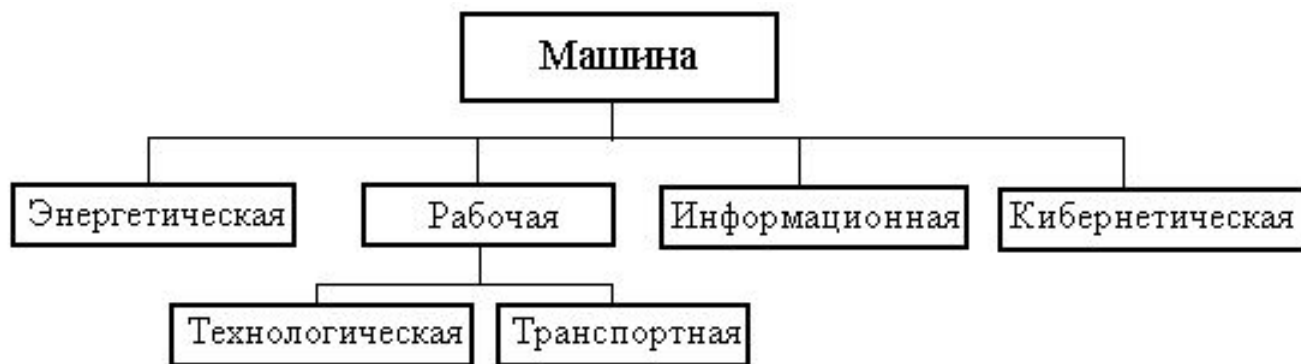 Машина
Энергетическая
Рабочая
Информационная
Кибернетическая
Технологическая
Транспортная